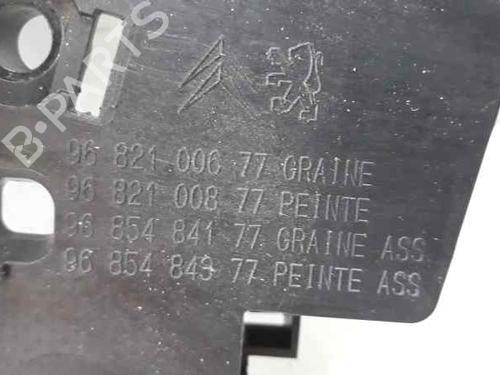 B-PARTS
96 821 006 77 GRAINE
96 821 008 77 PEINTE
96 854 841 77 GRAINE ASS
96 854 843 77 PEINTE ASS